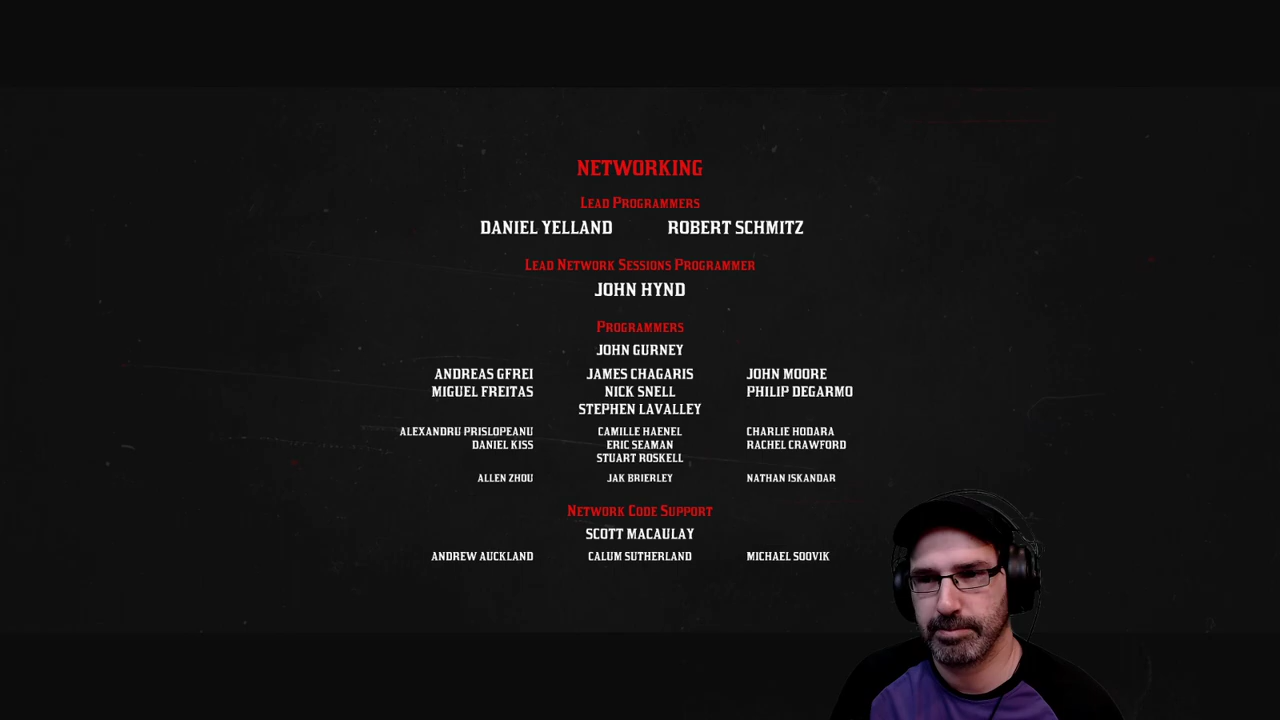 NETWORKING
LEAD PROGRAMMERS
DANIEL YELLAND ROBERT SCHMITZ
LEAD NETWORK SESSIONS PROGRAMMER
JOHN HYND
PROGRAMMERS
JOHN GURNEY
ANDREAS GFREI JAMES CHAGARIS JOHN MOORE
MIGUEL FREITAS NICK SNELL PHILIP DEGARMO
STEPHEN LAVALLEY
ALEXANDRU PRISLOPEANU CAMILLE HAENEL CHARLIE HODARA
DANIEL KISS ERIC SEAMAN RACHEL CRAWFORD
STUART ROSKELL
ALLEN ZHOU JAK BRIERLEY NATHAN ISKANDAR
NETWORK CODE SUPPORT
SCOTT MACAULAY
ANDREW AUCKLAND CALUM SUTHERLAND MICHAEL SOOVIK